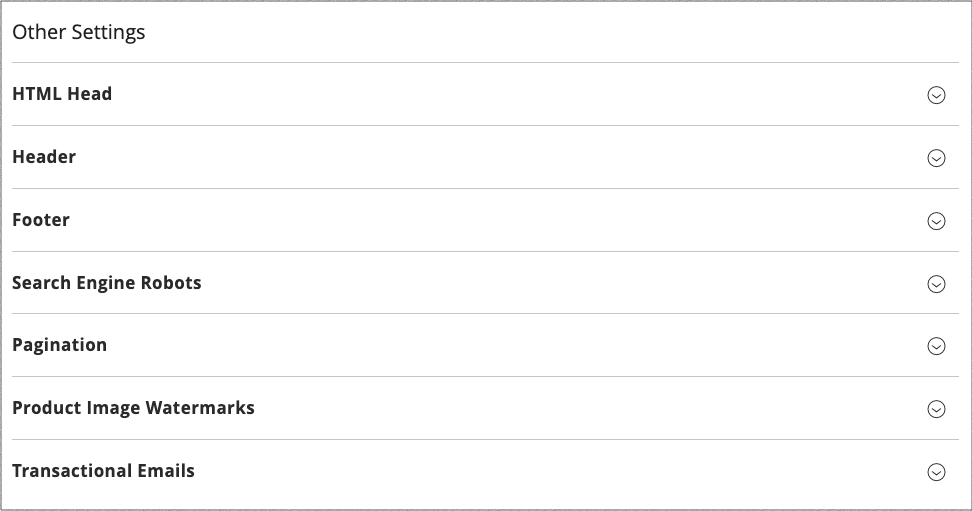 Other Settings
HTML Head
Header
Footer
Search Engine Robots
Pagination
Product Image Watermarks
Transactional Emails